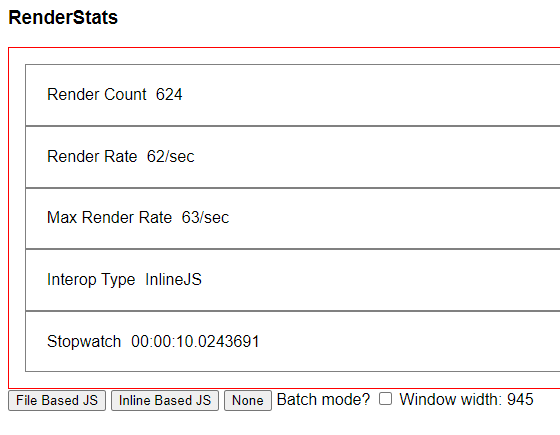 RenderStats
Render Count 624
Render Rate 62/sec
Max Render Rate 63/sec
Interop Type InlineJS
Stopwatch 00:00:10.0243691
File Based JS Inline Based JS None Batch mode? Window width: 945